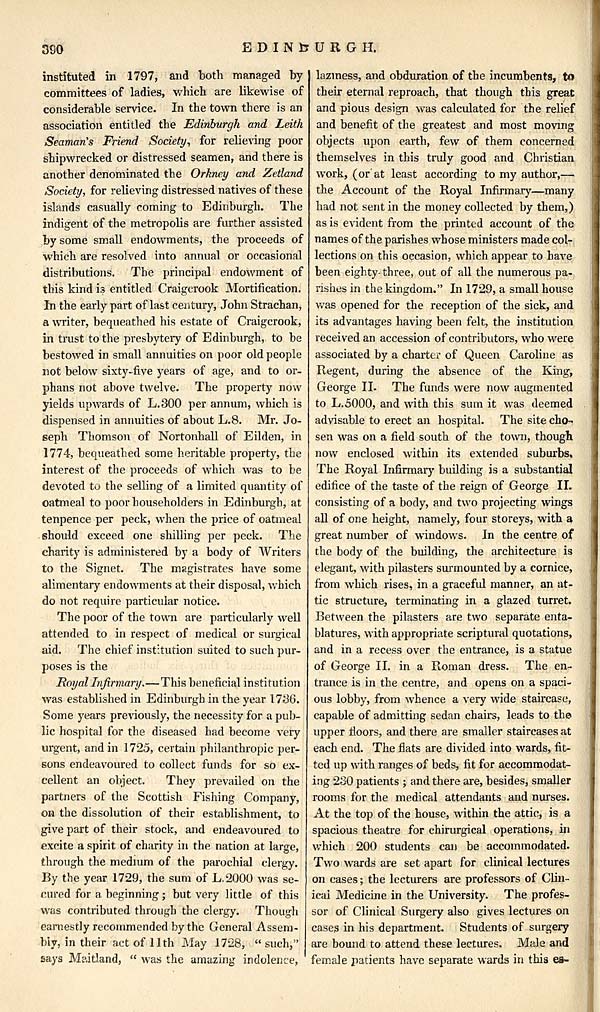 390
EDINBURGH.
instituted in 1797, and both managed by
committees of ladies, which are likewise of
considerable service. In the town there is an
association entitled the Edinburgh and Leith
Seaman's Friend Society, for relieving poor
shipwrecked or distressed seamen, and there is
another denominated the Orkney and Zetland
Society, for relieving distressed natives of these
islands casually coming to Edinburgh. The
indigent of the metropolis are further assisted
by some small endowments, the proceeds of
which are resolved into annual or occasional
distributions. The principal endowment of
this kind is entitled Craigcrook Mortification.
In the early part of last century, John Strachan,
a writer, bequeathed his estate of Craigcrook,
in trust to the presbytery of Edinburgh, to be
bestowed in small annuities on poor old people
not below sixty-five years of age, and to or-
phans not above twelve. The property now
yields upwards of L.300 per annum, which is
dispensed in annuities of about L.8. Mr. Jo-
seph Thomson of Nortonhall of Eilden, in
1774, bequeathed some heritable property, the
interest of the proceeds of which was to be
devoted to the selling of a limited quantity of
oatmeal to poor householders in Edinburgh, at
tenpence per peck, when the price of oatmeal
should exceed one shilling per peck. The
charity is administered by a body of Writers
to the Signet. The magistrates have some
alimentary endowments at their disposal, which
do not require particular notice.
The poor of the town are particularly well
attended to in respect of medical or surgical
aid. The chief institution suited to such pur-
poses is the
Royal Infirmary.—This beneficial institution
was established in Edinburgh in the year 1736.
Some years previously, the necessity for a pub-
lic hospital for the diseased had become very
urgent, and in 1725, certain philanthropic per-
sons endeavoured to collect funds for so ex-
cellent an object. They prevailed on the
partners of the Scottish Fishing Company,
on the dissolution of their establishment, to
give part of their stock, and endeavoured to
excite a spirit of charity in the nation at large,
through the medium of the parochial clergy.
By the year 1729, the sum of L.2000 was se-
cured for a beginning; but very little of this
was contributed through the clergy. Though
earnestly recommended by the General Assem-
bly, in their act of 11th May 1728, "such,"
says Maitland, "was the amazing indolence,
laziness, and obduration of the incumbents, to
their eternal reproach, that though this great
and pious design was calculated for the relief
and benefit of the greatest and most moving
objects upon earth, few of them concerned
themselves in this truly good and Christian
work, (or at least according to my author,—
the Account of the Royal Infirmary—many
had not sent in the money collected by them,)
as is evident from the printed account of the
names of the parishes whose ministers made col-
lections on this occasion, which appear to have
been eighty-three, out of all the numerous pa-
rishes in the kingdom." In 1729, a small house
was opened for the reception of the sick, and
its advantages having been felt, the institution
received an accession of contributors, who were
associated by a charter of Queen Caroline as
Regent, during the absence of the King,
George II. The funds were now augmented
to L.5000, and with this sum it was deemed
advisable to erect an hospital. The site cho-
sen was on a field south of the town, though
now enclosed within its extended suburbs.
The Royal Infirmary building is a substantial
edifice of the taste of the reign of George II.
consisting of a body, and two projecting wings
all of one height, namely, four storeys, with a
great number of windows. In the centre of
the body of the building, the architecture is
elegant, with pilasters surmounted by a cornice,
from which rises, in a graceful manner, an at-
tic structure, terminating in a glazed turret.
Between the pilasters are two separate enta-
blatures, with appropriate scriptural quotations,
and in a recess over the entrance, is a statue
of George II. in a Roman dress. The en-
trance is in the centre, and opens on a spaci-
ous lobby, from whence a very wide staircase,
capable of admitting sedan chairs, leads to the
upper floors, and there are smaller staircases at
each end. The flats are divided into wards, fit-
ted up with ranges of beds, fit for accommodat-
ing 230 patients; and there are, besides, smaller
rooms for the medical attendants and nurses.
At the top of the house, within the attic, is a
spacious theatre for chirurgical operations, in
which 200 students can be accommodated.
Two wards are set apart for clinical lectures
on cases; the lecturers are professors of Clin-
ical Medicine in the University. The profes-
sor of Clinical Surgery also gives lectures on
cases in his department. Students of surgery
are bound to attend these lectures. Male and
female patients have separate wards in this es-